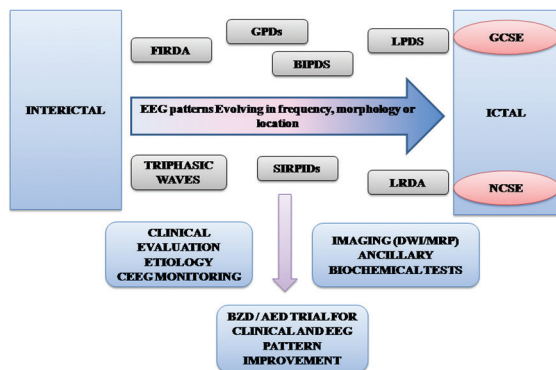 GPDs
LPDS
GCSE
FIRDA
BIPDS
INTERICTAL
EEG patterns Evolving in frequency, morphology or
location
ICTAL
TRIPHASIC
WAVES
SIRPIDs
LRDA
NCSE
CLINICAL
EVALUATION
ETIOLOGY
CEEG MONITORING
IMAGING (DWI/MRP)
ANCILLARY
BIOCHEMICAL TESTS
BZD / AED TRIAL FOR
CLINICAL AND EEG
PATTERN
IMPROVEMENT